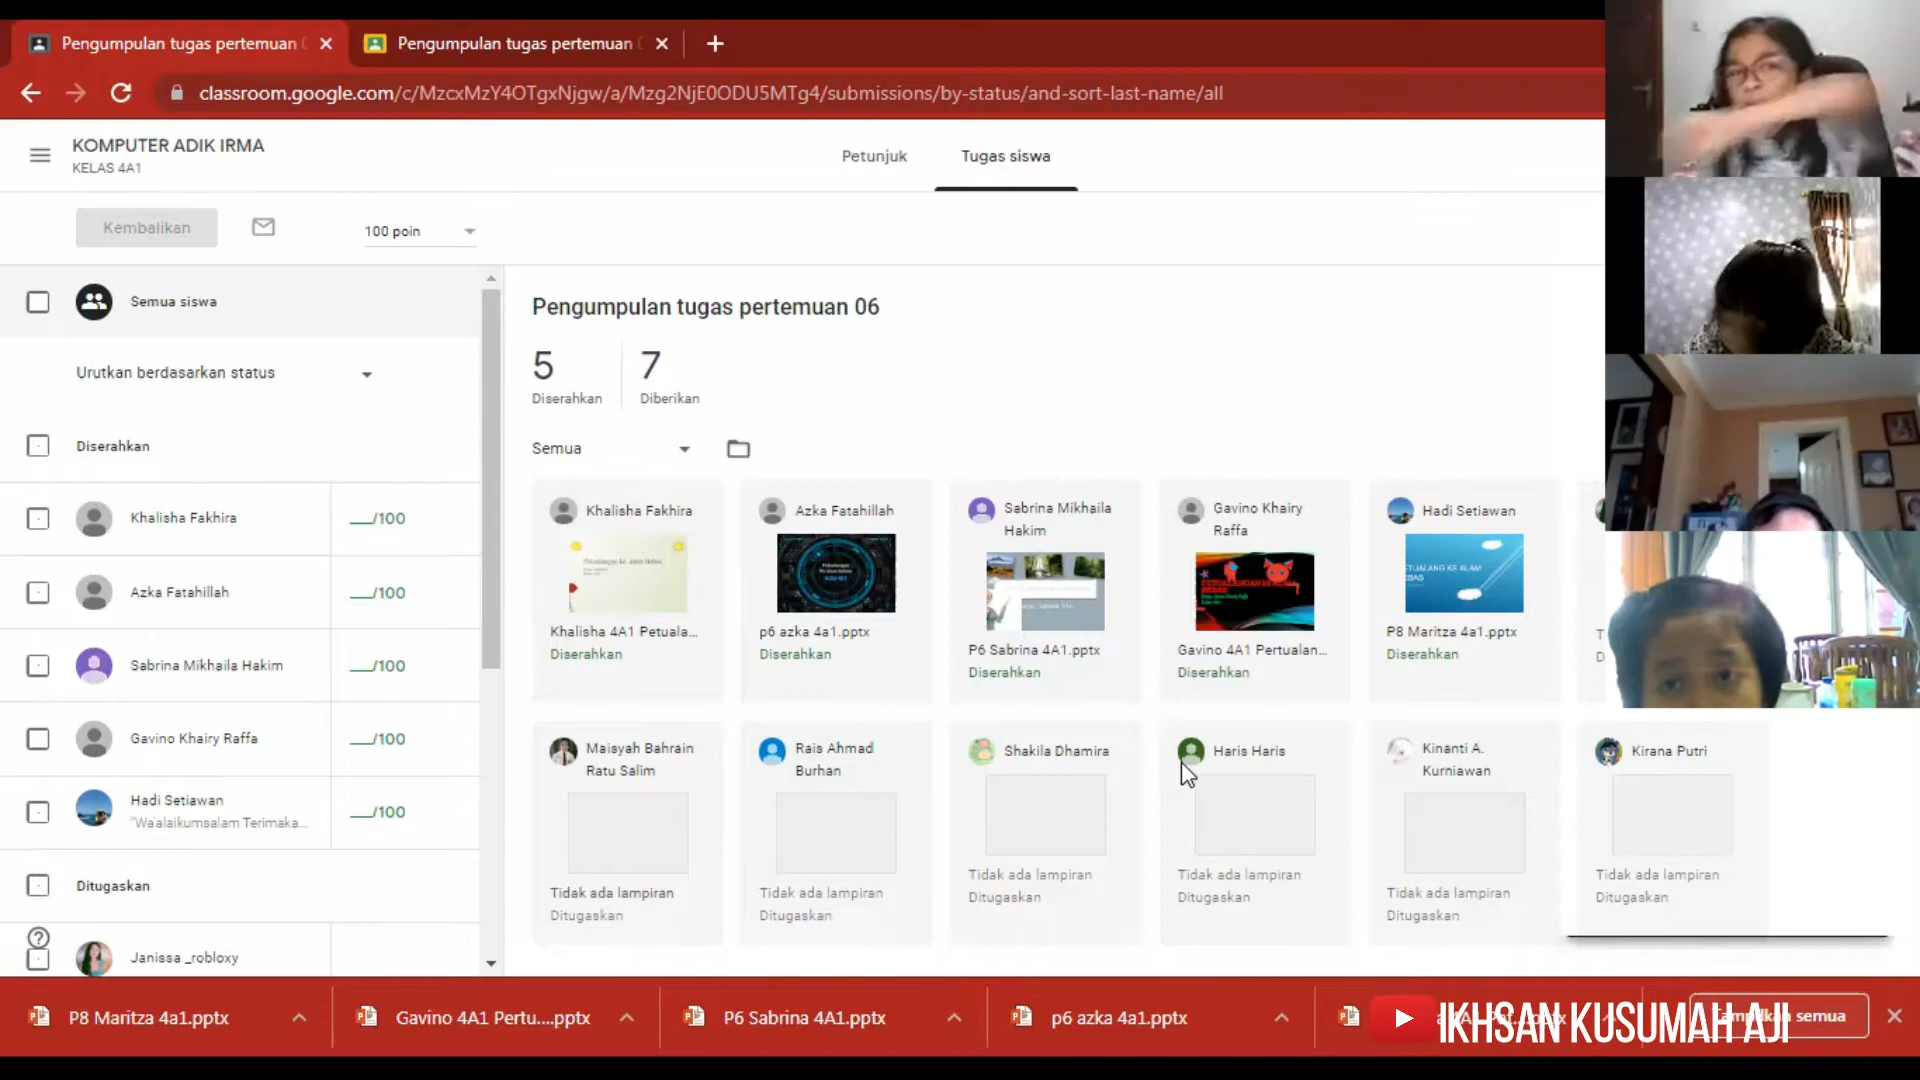 Pengumpulan tugas pertemuan
Pengumpulan tugas pertemuan
classroom.google.com/c/MzcxMzY4OTgxNjgw/a/Mzg2NjE0ODU5MTg4/submissions/by-status/and-sort-last-name/all
KOMPUTER ADIK IRMA
KELAS 4A1
Petunjuk
Tugas siswa
Kembalikan
100 poin
Semua siswa
Urutkan berdasarkan status
Diserahkan
Khalisha Fakhira
__/100
Azka Fatahillah
__/100
Sabrina Mikhaila Hakim
__/100
Gavino Khairy Raffa
__/100
Hadi Setiawan
"Wa'alaikumsalam Terimaka...
__/100
Ditugaskan
Janissa _robloxy
Pengumpulan tugas pertemuan 06
5
Diserahkan
7
Diberikan
Semua
Khalisha Fakhira
Khalisha 4A1 Petuala...
Diserahkan
Azka Fatahillah
p6 azka 4a1.pptx
Diserahkan
Sabrina Mikhaila
Hakim
P6 Sabrina 4A1.pptx
Diserahkan
Gavino Khairy
Raffa
Gavino 4A1 Pertualan...
Diserahkan
Hadi Setiawan
ETUALANG KE ALAM
EBAS
P8 Maritza 4a1.pptx
Diserahkan
Maisyah Bahrain
Ratu Salim
Tidak ada lampiran
Ditugaskan
Rais Ahmad
Burhan
Tidak ada lampiran
Ditugaskan
Shakila Dhamira
Tidak ada lampiran
Ditugaskan
Haris Haris
Tidak ada lampiran
Ditugaskan
Kinanti A.
Kurniawan
Tidak ada lampiran
Ditugaskan
Kirana Putri
Tidak ada lampiran
Ditugaskan
P8 Maritza 4a1.pptx
Gavino 4A1 Pertu....pptx
P6 Sabrina 4A1.pptx
p6 azka 4a1.pptx
semua
IKHSAN KUSUMAH AJI